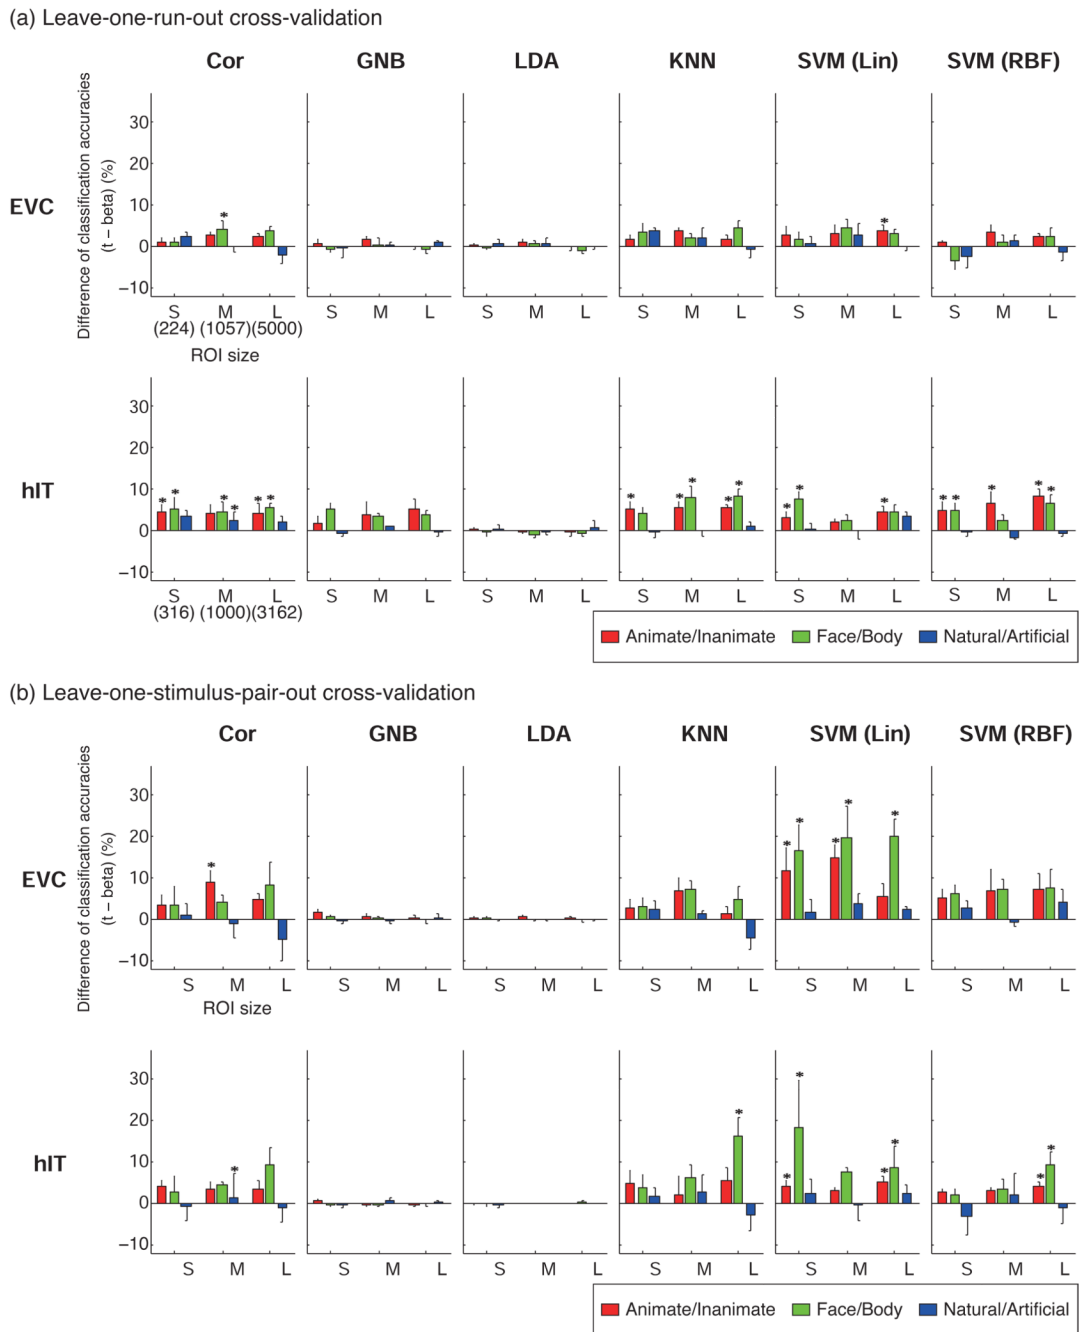 (a) Leave-one-run-out cross-validation
Cor GNB LDA KNN SVM (Lin) SVM (RBF)
EVC
Difference of classification accuracies
(t − beta) (%)
30
20
10
0
−10
S M L S M L S M L S M L S M L S M L
(224) (1057)(5000)
ROI size
hIT
30
20
10
0
−10
* * * * * * * * * * * * * * * * * * *
S M L S M L S M L S M L S M L S M L
(316) (1000)(3162)
Animate/Inanimate Face/Body Natural/Artificial
(b) Leave-one-stimulus-pair-out cross-validation
Cor GNB LDA KNN SVM (Lin) SVM (RBF)
EVC
Difference of classification accuracies
(t − beta) (%)
30
20
10
0
−10
S M L S M L S M L S M L S M L S M L
ROI size
hIT
30
20
10
0
−10
S M L S M L S M L S M L S M L S M L
Animate/Inanimate Face/Body Natural/Artificial